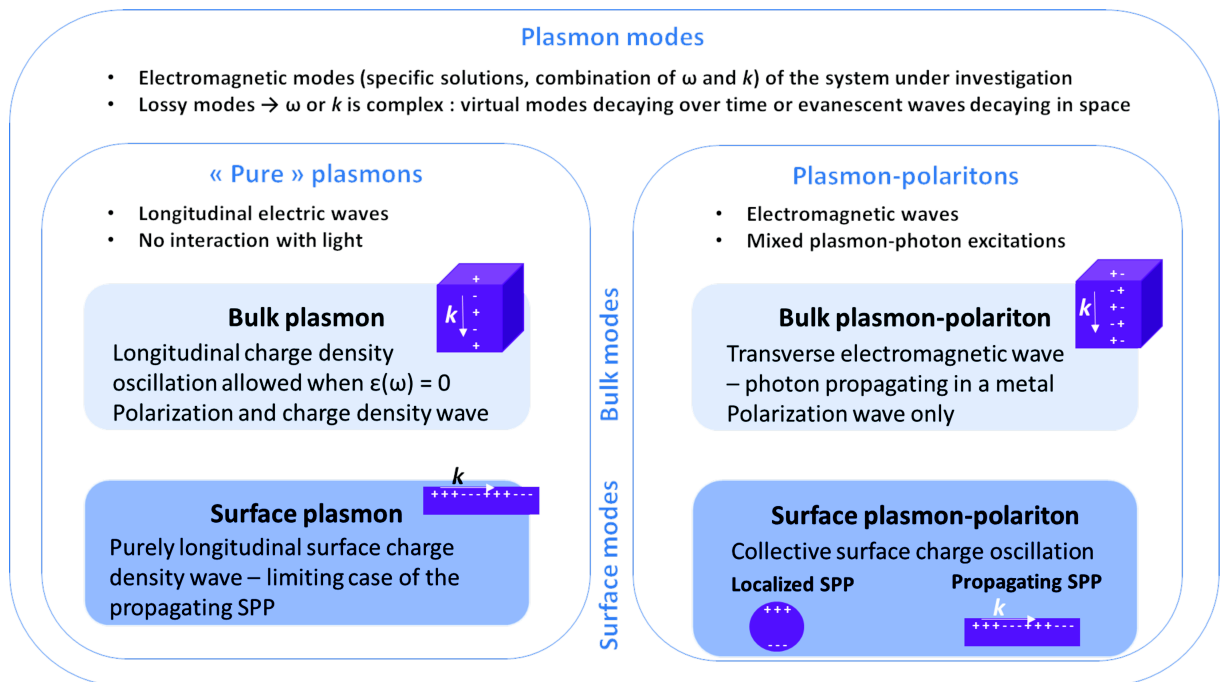 Plasmon modes
• Electromagnetic modes (specific solutions, combination of ω and k) of the system under investigation
• Lossy modes → ω or k is complex : virtual modes decaying over time or evanescent waves decaying in space
« Pure » plasmons
• Longitudinal electric waves
• No interaction with light
Bulk plasmon
Longitudinal charge density
oscillation allowed when ε(ω) = 0
Polarization and charge density wave
+
-
k
+
-
+
Surface plasmon
Purely longitudinal surface charge
density wave – limiting case of the
propagating SPP
k
+++---+++---
Bulk modes
Surface modes
Plasmon-polaritons
• Electromagnetic waves
• Mixed plasmon-photon excitations
Bulk plasmon-polariton
Transverse electromagnetic wave
– photon propagating in a metal
Polarization wave only
+-
-+
k
+-
-+
+-
Surface plasmon-polariton
Collective surface charge oscillation
Localized SPP
+++
---
Propagating SPP
k
+++---+++---